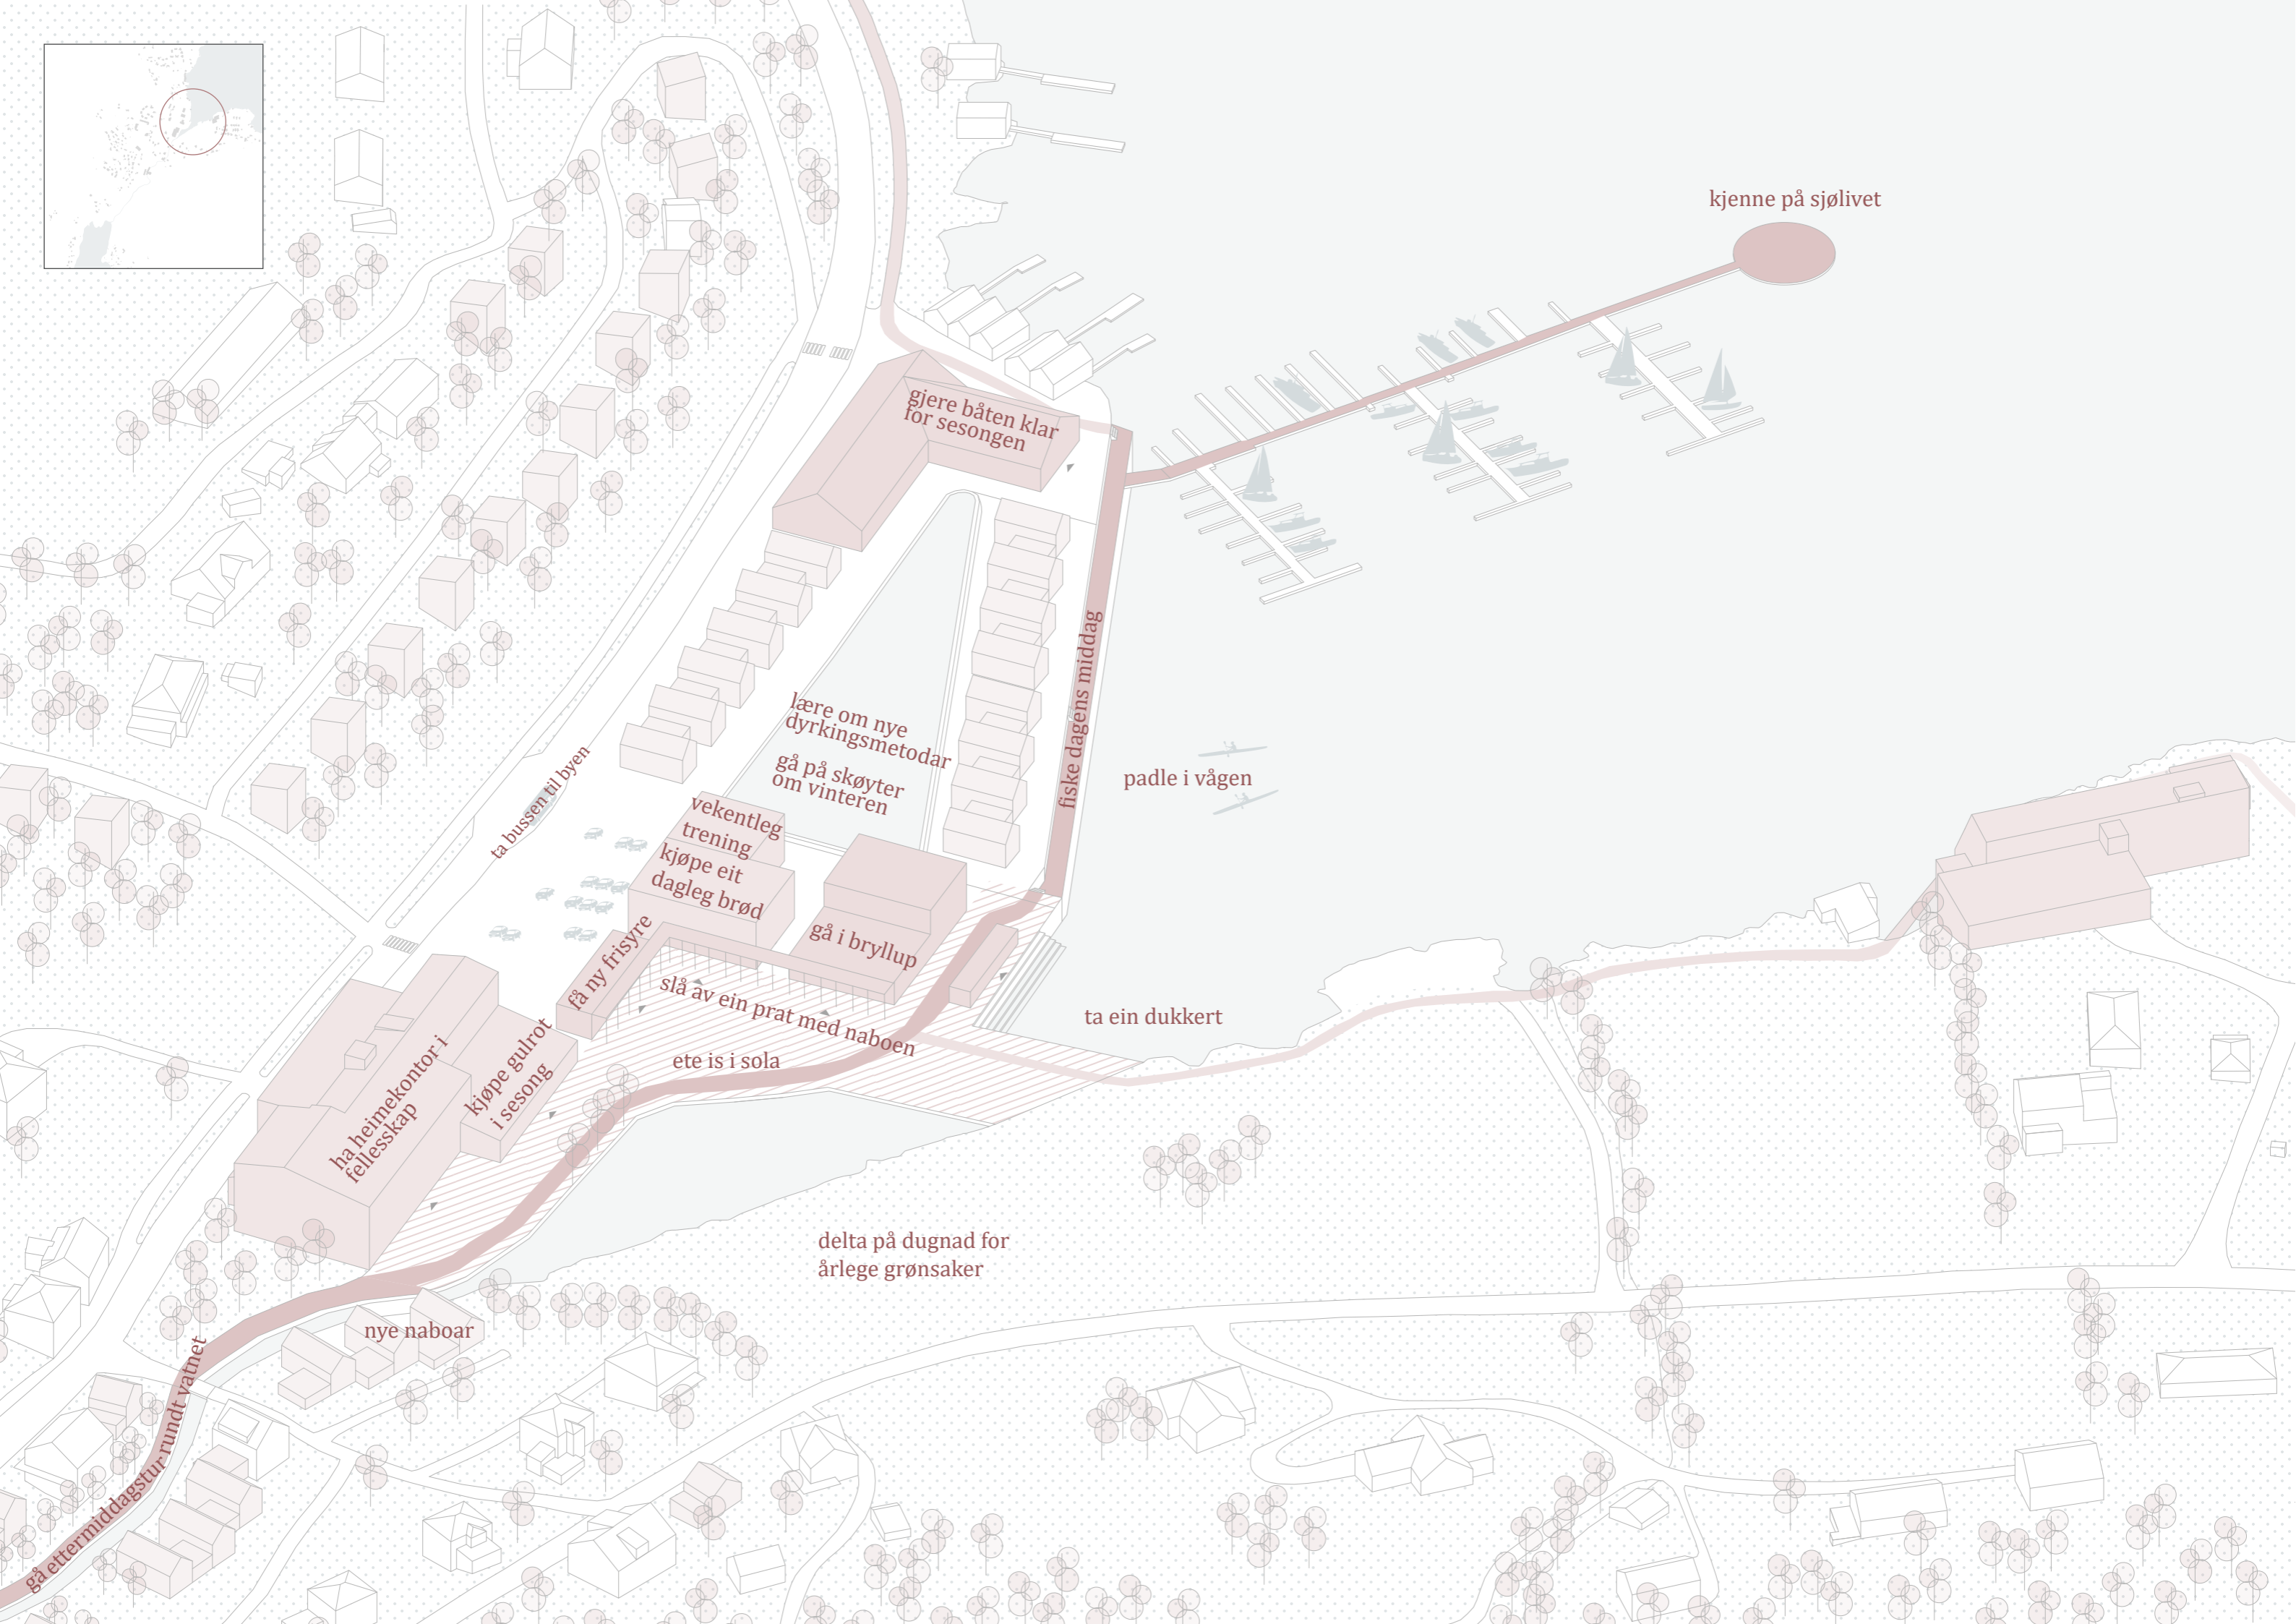 kjenne på sjølivet
gjere båten klar
for sesongen
fiske dagens middag
lære om nye
dyrkingsmetodar
gå på skøyter
om vinteren
padle i vågen
ta bussen til byen
vekentleg
trening
kjøpe eit
dagleg brød
gå i bryllup
få ny frisyre
slå av ein prat med naboen
ta ein dukkert
ete is i sola
kjøpe gulrot
i sesong
ha heimekontor i
fellesskap
delta på dugnad for
årlege grønsaker
nye naboar
gå ettermiddagstur rundt vatnet